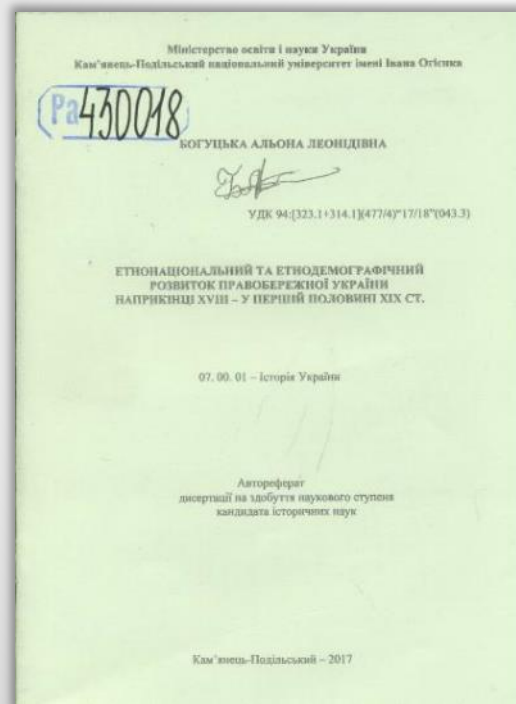 Міністерство освіти і науки України
Кам’янець-Подільський національний університет імені Івана Огієнка
Ра430018
БОГУЦЬКА АЛЬОНА ЛЕОНІДІВНА
УДК 94:[323.1+314.1](477/4)“17/18”(043.3)
ЕТНОНАЦІОНАЛЬНИЙ ТА ЕТНОДЕМОГРАФІЧНИЙ
РОЗВИТОК ПРАВОБЕРЕЖНОЇ УКРАЇНИ
НАПРИКІНЦІ XVIII – У ПЕРШІЙ ПОЛОВИНІ XIX СТ.
07. 00. 01 – Історія України
Автореферат
дисертації на здобуття наукового ступеня
кандидата історичних наук
Кам’янець-Подільський – 2017